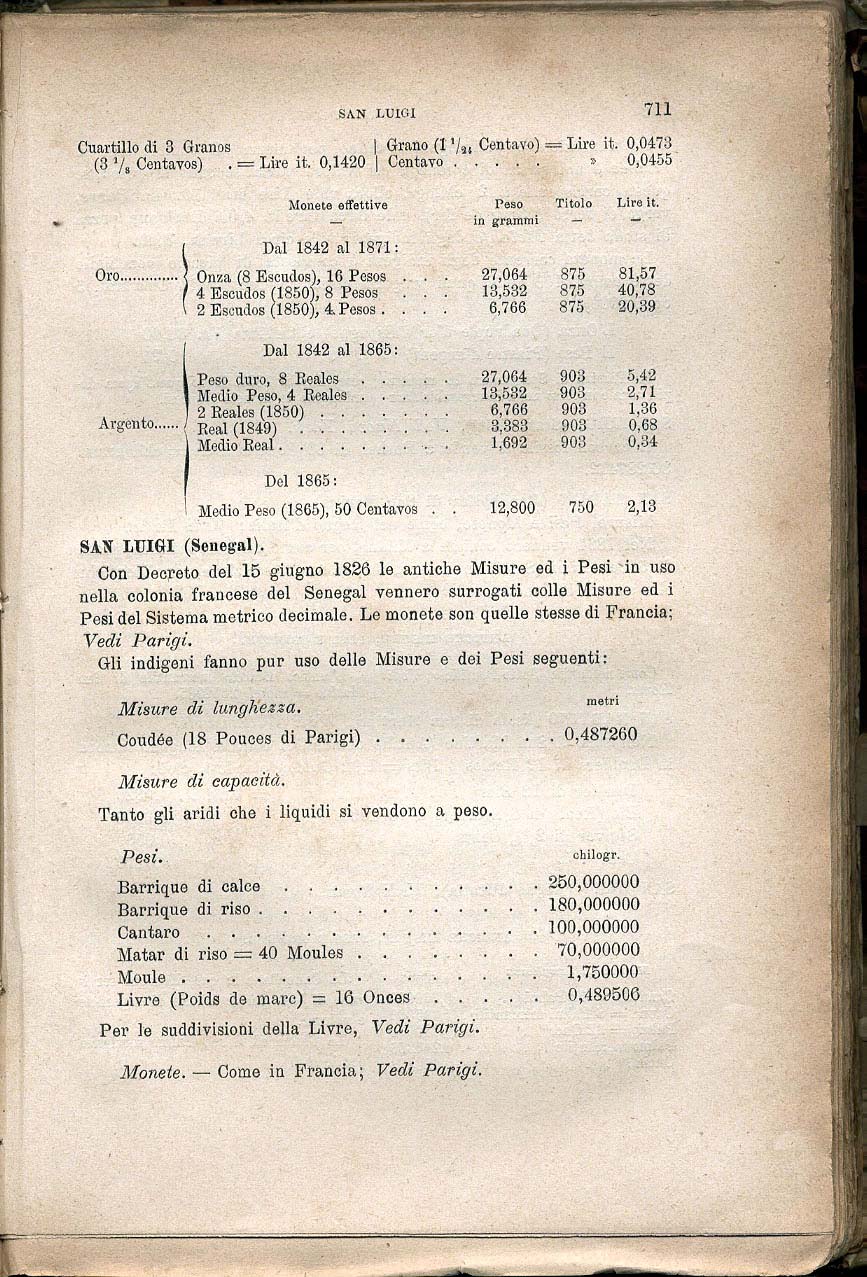 SAN LUIGI 711
Cuartillo di 3 Granos | Grano (1 1/24 Centavo) = Lire it. 0,0473
(3 1/8 Centavos) . = Lire it. 0,1420 | Centavo . . . . . » 0,0455
Monete effettive Peso Titolo Lire it.
— in grammi — —
Dal 1842 al 1871:
Oro.............. Onza (8 Escudos), 16 Pesos . . . 27,064 875 81,57
4 Escudos (1850), 8 Pesos . . . 13,532 875 40,78
2 Escudos (1850), 4 Pesos . . . . 6,766 875 20,39
Dal 1842 al 1865:
Peso duro, 8 Reales . . . . . 27,064 903 5,42
Medio Peso, 4 Reales . . . . . 13,532 903 2,71
2 Reales (1850) . . . . . . . 6,766 903 1,36
Argento...... Real (1849) . . . . . . . . 3,383 903 0,68
Medio Real . . . . . . . . . 1,692 903 0,34
Del 1865:
Medio Peso (1865), 50 Centavos . . 12,800 750 2,13
SAN LUIGI (Senegal).
Con Decreto del 15 giugno 1826 le antiche Misure ed i Pesi in uso
nella colonia francese del Senegal vennero surrogati colle Misure ed i
Pesi del Sistema metrico decimale. Le monete son quelle stesse di Francia;
Vedi Parigi.
Gli indigeni fanno pur uso delle Misure e dei Pesi seguenti:
Misure di lunghezza. metri
Coudée (18 Pouces di Parigi) . . . . . . . . 0,487260
Misure di capacità.
Tanto gli aridi che i liquidi si vendono a peso.
Pesi. chilogr.
Barrique di calce . . . . . . . . . . . 250,000000
Barrique di riso . . . . . . . . . . . . 180,000000
Cantaro . . . . . . . . . . . . . . 100,000000
Matar di riso = 40 Moules . . . . . . . . 70,000000
Moule . . . . . . . . . . . . . . . 1,750000
Livre (Poids de marc) = 16 Onces . . . . . 0,489506
Per le suddivisioni della Livre, Vedi Parigi.
Monete. — Come in Francia; Vedi Parigi.